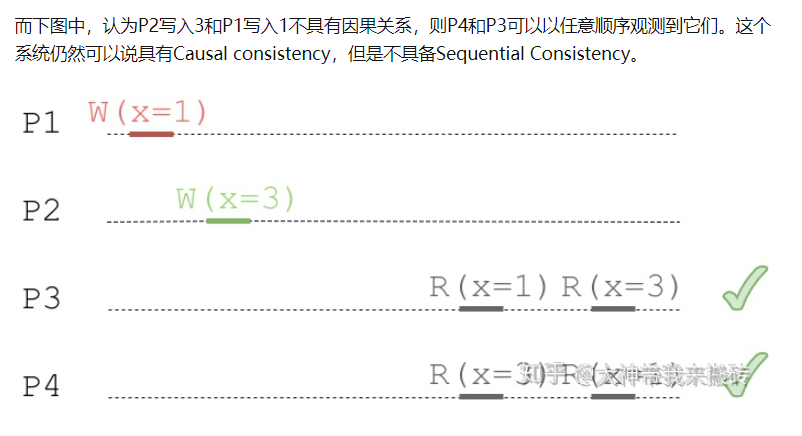 而下图中，认为P2写入3和P1写入1不具有因果关系，则P4和P3可以以任意顺序观测到它们。这个
系统仍然可以说具有Causal consistency，但是不具备Sequential Consistency。
P1 W(x=1)
P2 W(x=3)
P3 R(x=1) R(x=3)
P4 R(x=3) R(x=1)
知乎 @大神带我来搬砖